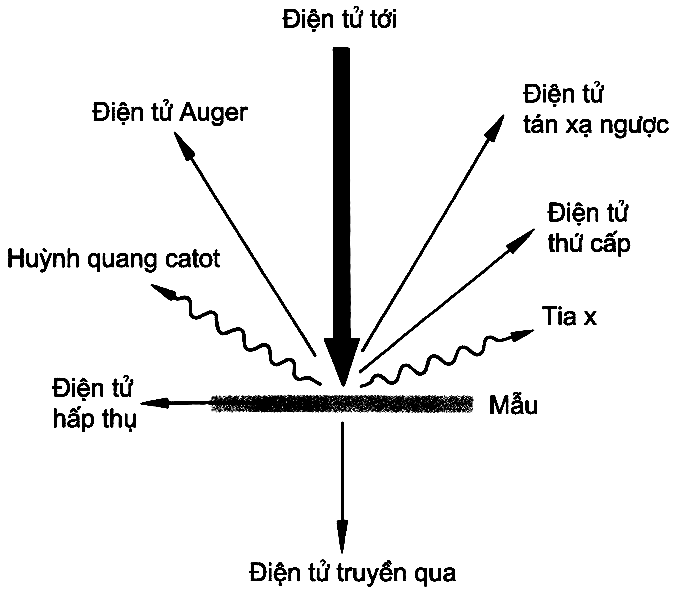 Điện tử tới
Điện tử Auger
Điện tử
tán xạ ngược
Điện tử
thứ cấp
Huỳnh quang catot
Tia x
Điện tử
hấp thụ
Mẫu
Điện tử truyền qua